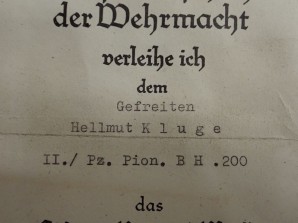 der Wehrmacht
verleihe ich
dem
Gefreiten
Hellmut K l u g e
II./ Pz. Pion. B H .200
das